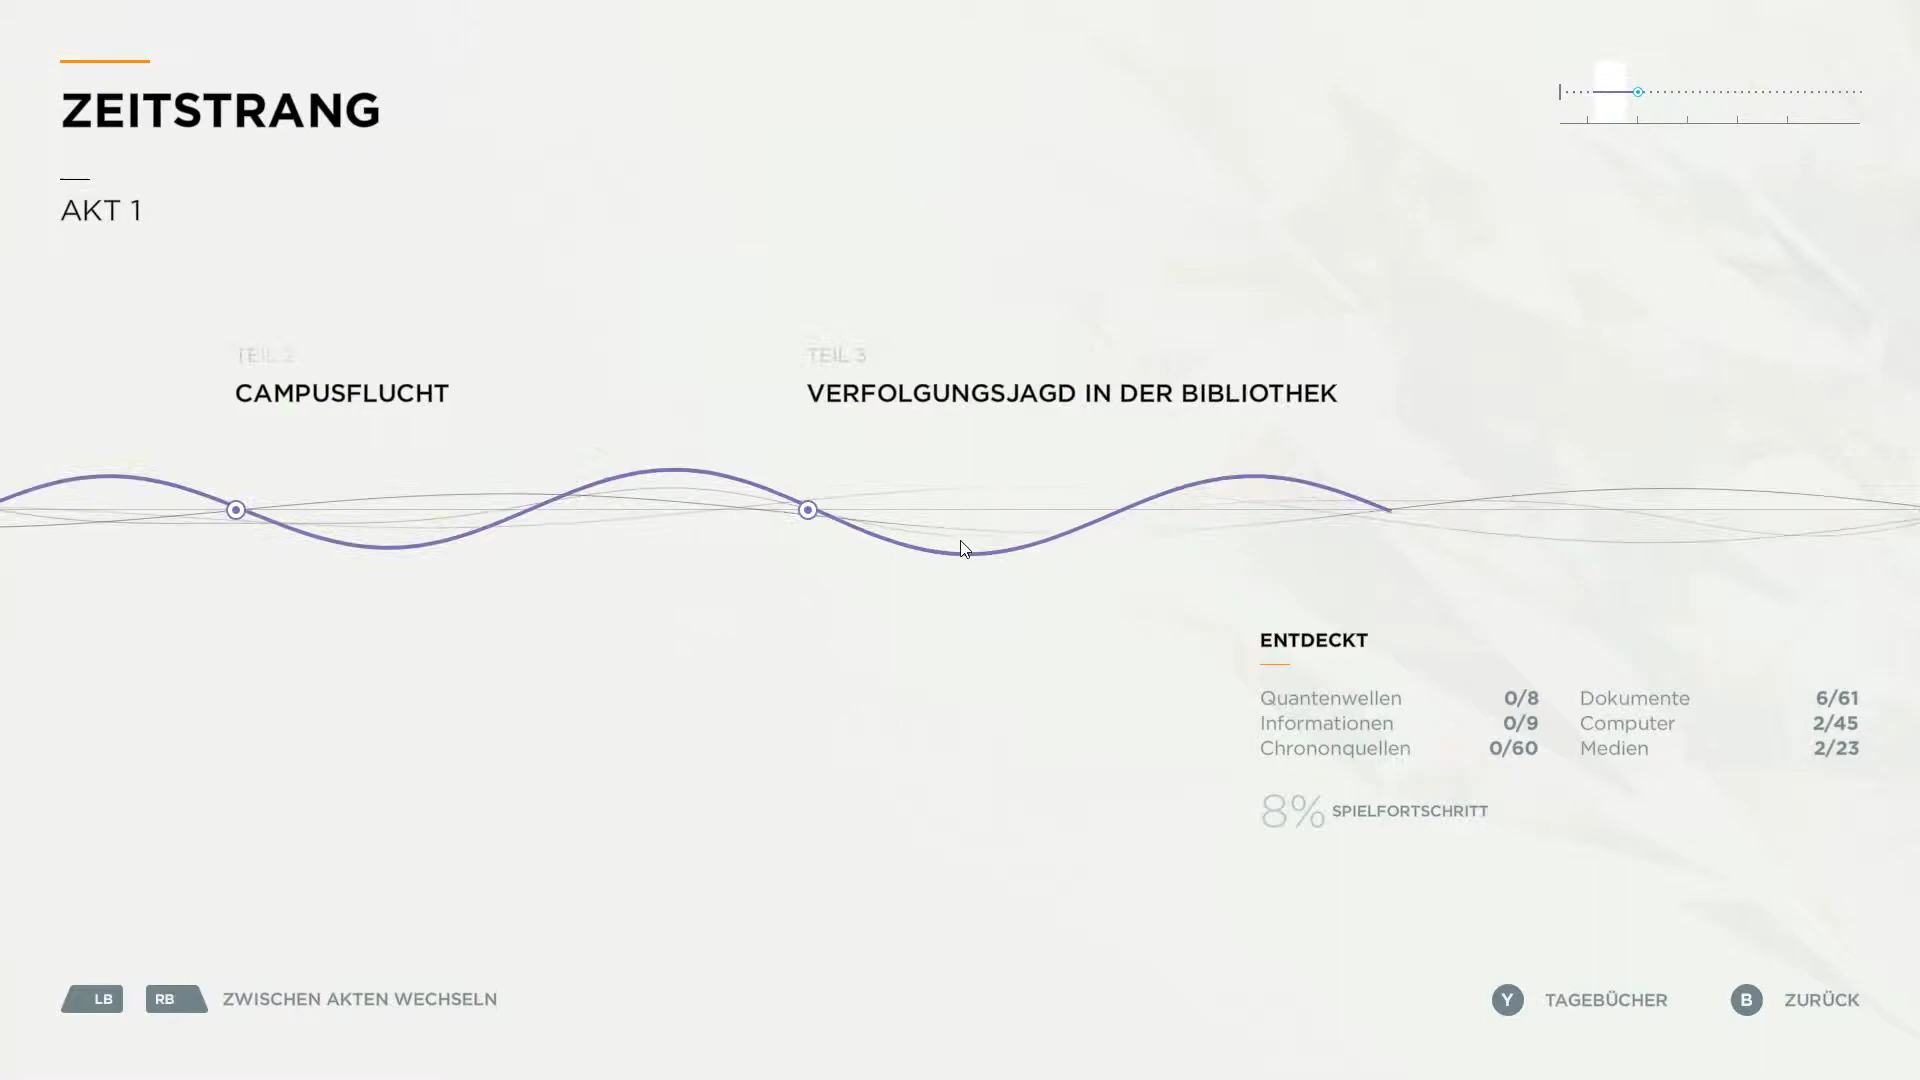 ZEITSTRANG
AKT 1
TEIL 2
CAMPUSFLUCHT
TEIL 3
VERFOLGUNGSJAGD IN DER BIBLIOTHEK
ENTDECKT
Quantenwellen 0/8 Dokumente 6/61
Informationen 0/9 Computer 2/45
Chrononquellen 0/60 Medien 2/23
8% SPIELFORTSCHRITT
LB RB ZWISCHEN AKTEN WECHSELN Y TAGEBÜCHER B ZURÜCK